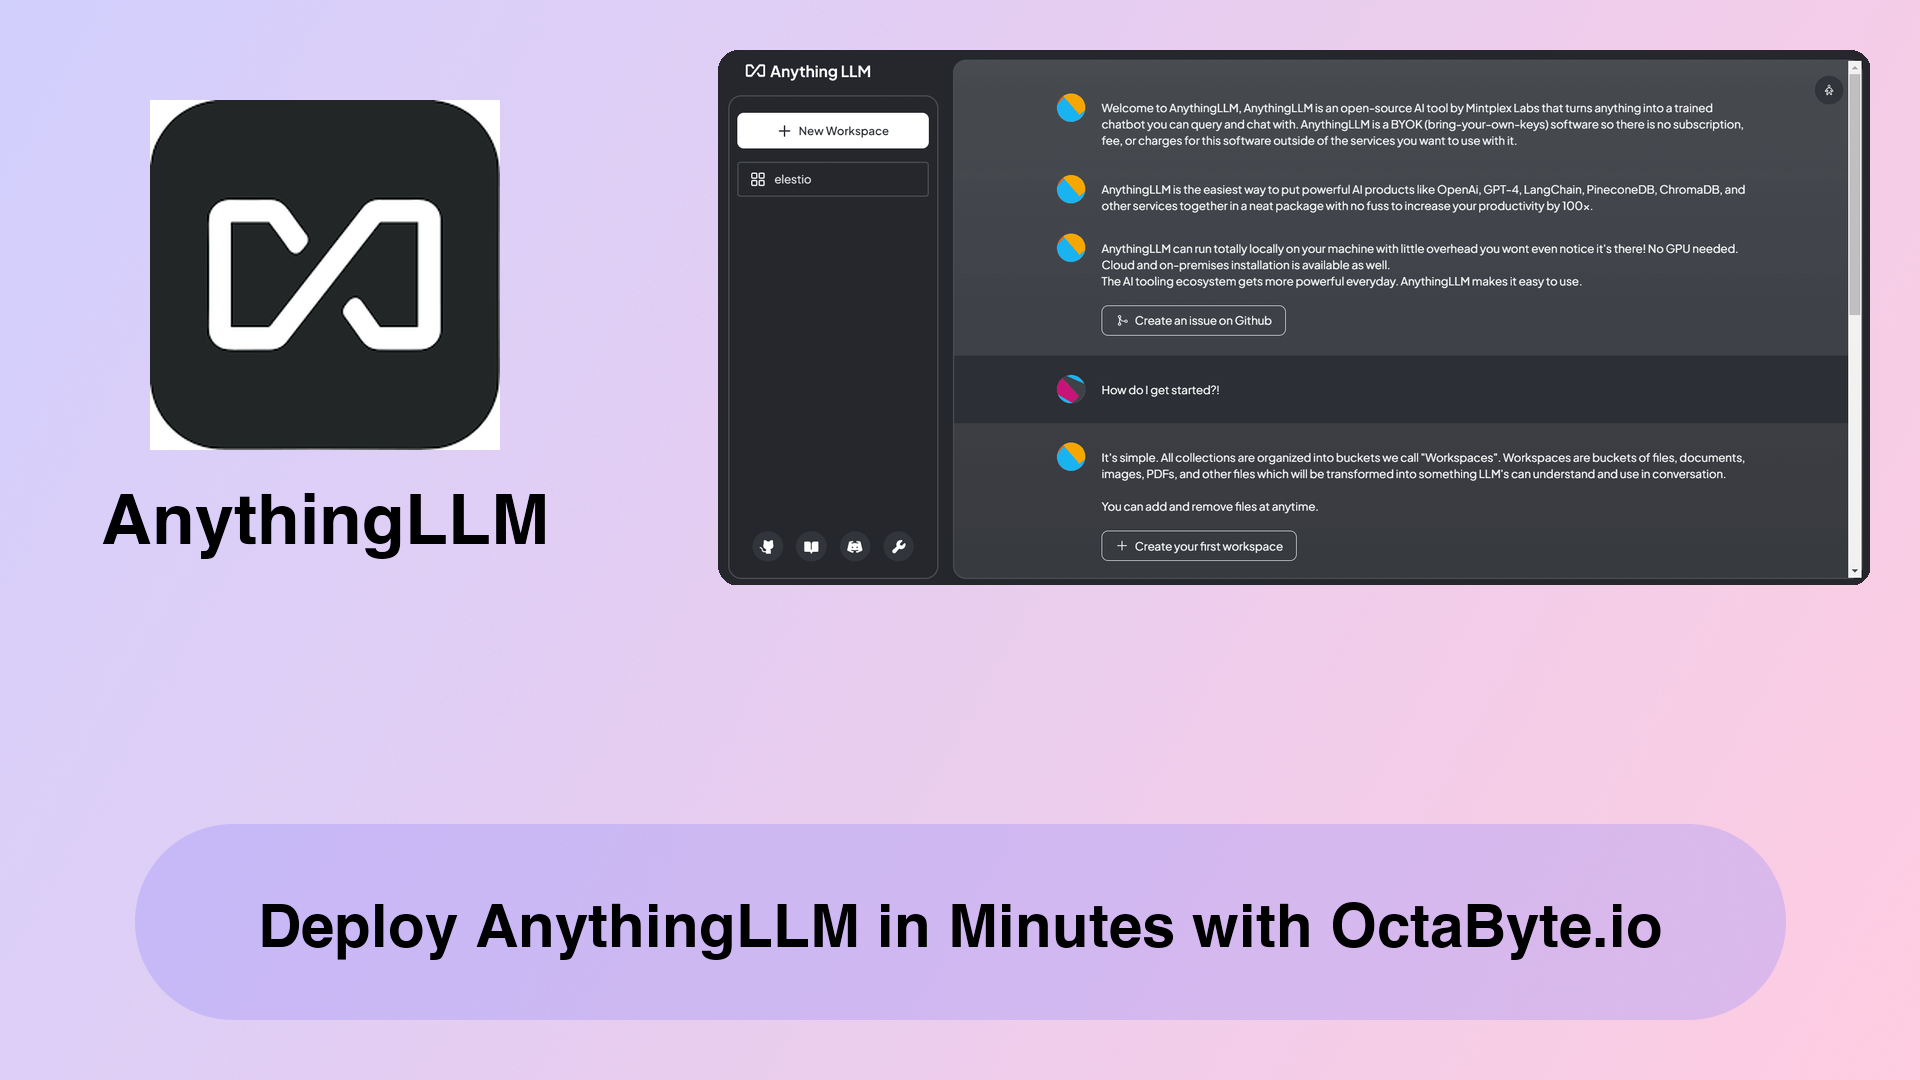 AnythingLLM
Anything LLM
New Workspace
elestio
Welcome to AnythingLLM, AnythingLLM is an open-source AI tool by Mintplex Labs that turns anything into a trained
chatbot you can query and chat with. AnythingLLM is a BYOK (bring-your-own-keys) software so there is no subscription,
fee, or charges for this software outside of the services you want to use with it.
AnythingLLM is the easiest way to put powerful AI products like OpenAi, GPT-4, LangChain, PineconeDB, ChromaDB, and
other services together in a neat package with no fuss to increase your productivity by 100x.
AnythingLLM can run totally locally on your machine with little overhead you wont even notice it's there! No GPU needed.
Cloud and on-premises installation is available as well.
The AI tooling ecosystem gets more powerful everyday. AnythingLLM makes it easy to use.
Create an issue on Github
How do I get started?!
It's simple. All collections are organized into buckets we call "Workspaces". Workspaces are buckets of files, documents,
images, PDFs, and other files which will be transformed into something LLM's can understand and use in conversation.
You can add and remove files at anytime.
Create your first workspace
Deploy AnythingLLM in Minutes with OctaByte.io